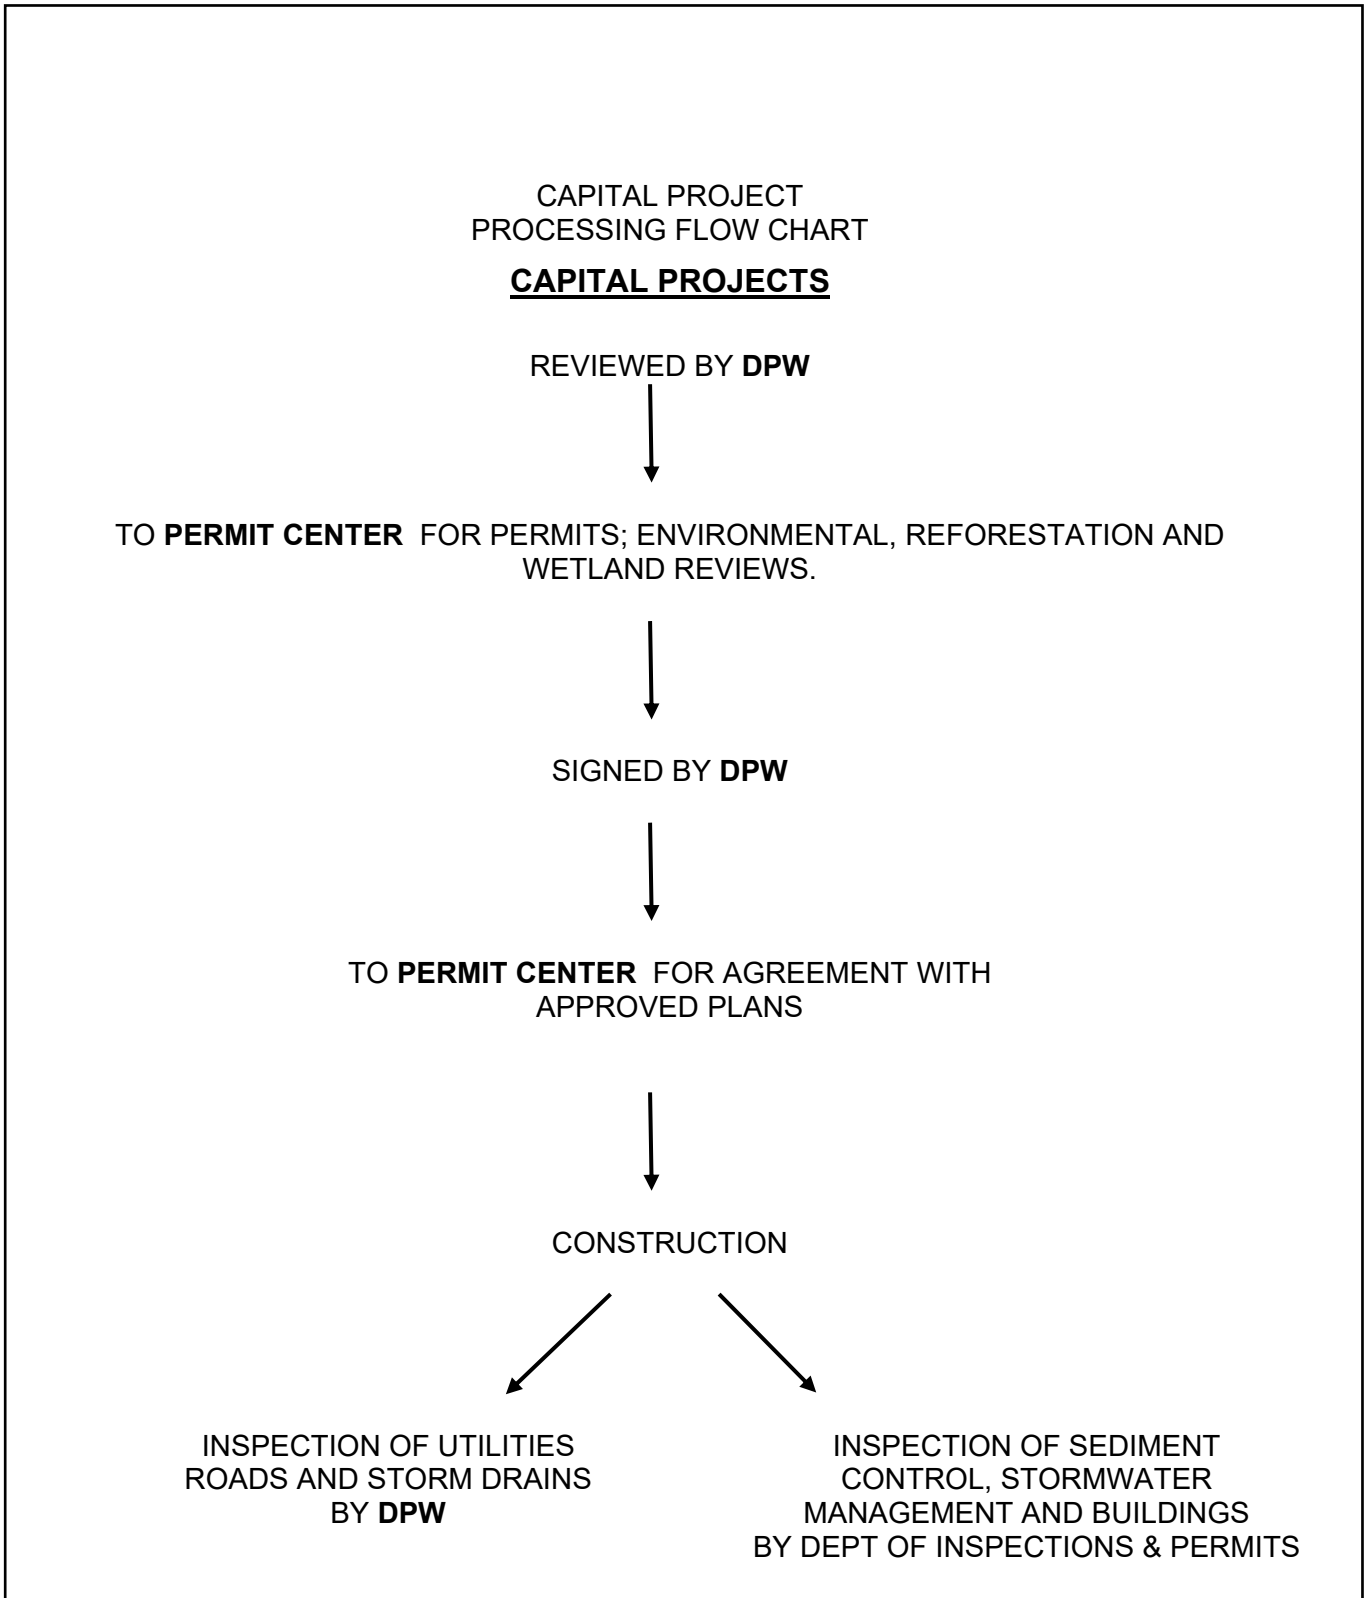 CAPITAL PROJECT
PROCESSING FLOW CHART
CAPITAL PROJECTS
REVIEWED BY DPW
TO PERMIT CENTER FOR PERMITS; ENVIRONMENTAL, REFORESTATION AND
WETLAND REVIEWS.
SIGNED BY DPW
TO PERMIT CENTER FOR AGREEMENT WITH
APPROVED PLANS
CONSTRUCTION
INSPECTION OF UTILITIES
ROADS AND STORM DRAINS
BY DPW
INSPECTION OF SEDIMENT
CONTROL, STORMWATER
MANAGEMENT AND BUILDINGS
BY DEPT OF INSPECTIONS & PERMITS